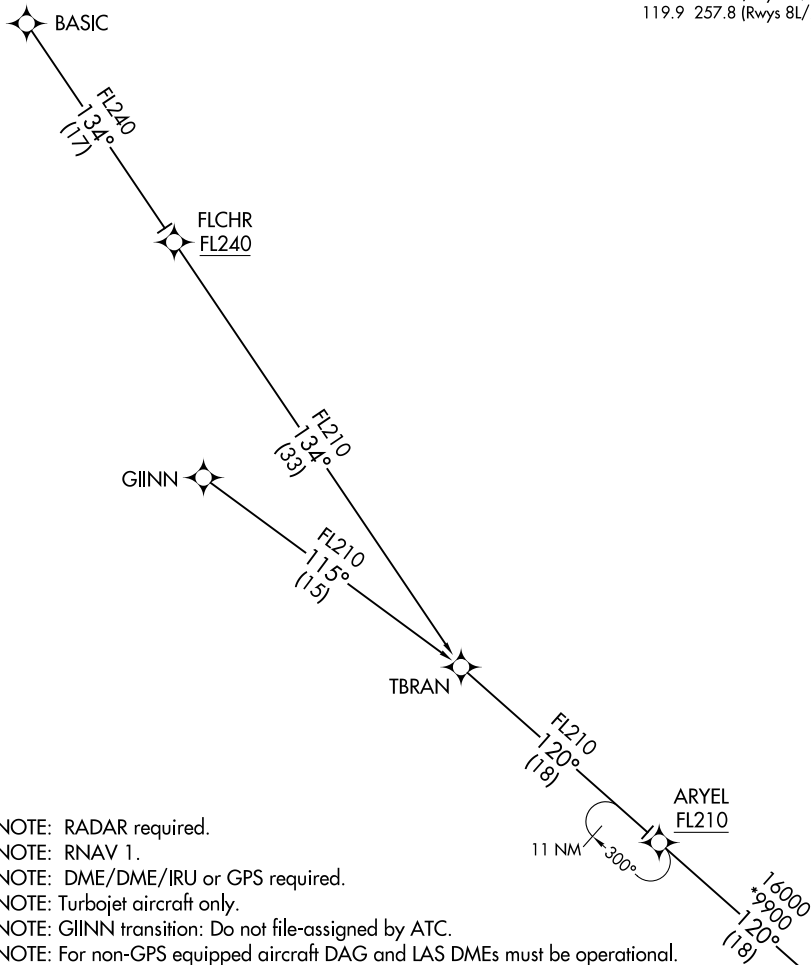 119.9 257.8 (Rwys 8L/
BASIC
FL240
134°
(17)
FLCHR
FL240
FL210
134°
(33)
GIINN
FL210
115°
(15)
TBRAN
FL210
120°
(18)
ARYEL
FL210
11 NM
300°
16000
*9900
120°
(18)
NOTE: RADAR required.
NOTE: RNAV 1.
NOTE: DME/DME/IRU or GPS required.
NOTE: Turbojet aircraft only.
NOTE: GIINN transition: Do not file-assigned by ATC.
NOTE: For non-GPS equipped aircraft DAG and LAS DMEs must be operational.